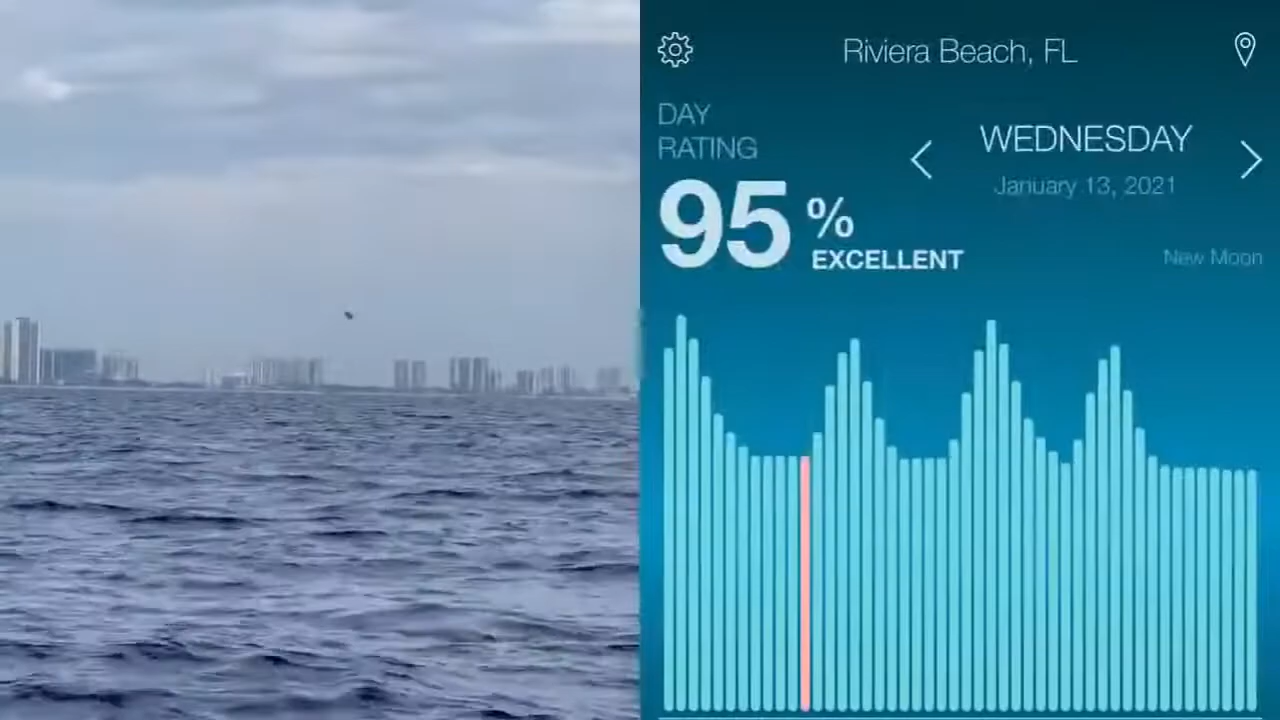 Riviera Beach, FL
DAY
RATING
WEDNESDAY
January 13, 2021
95 %
EXCELLENT
New Moon